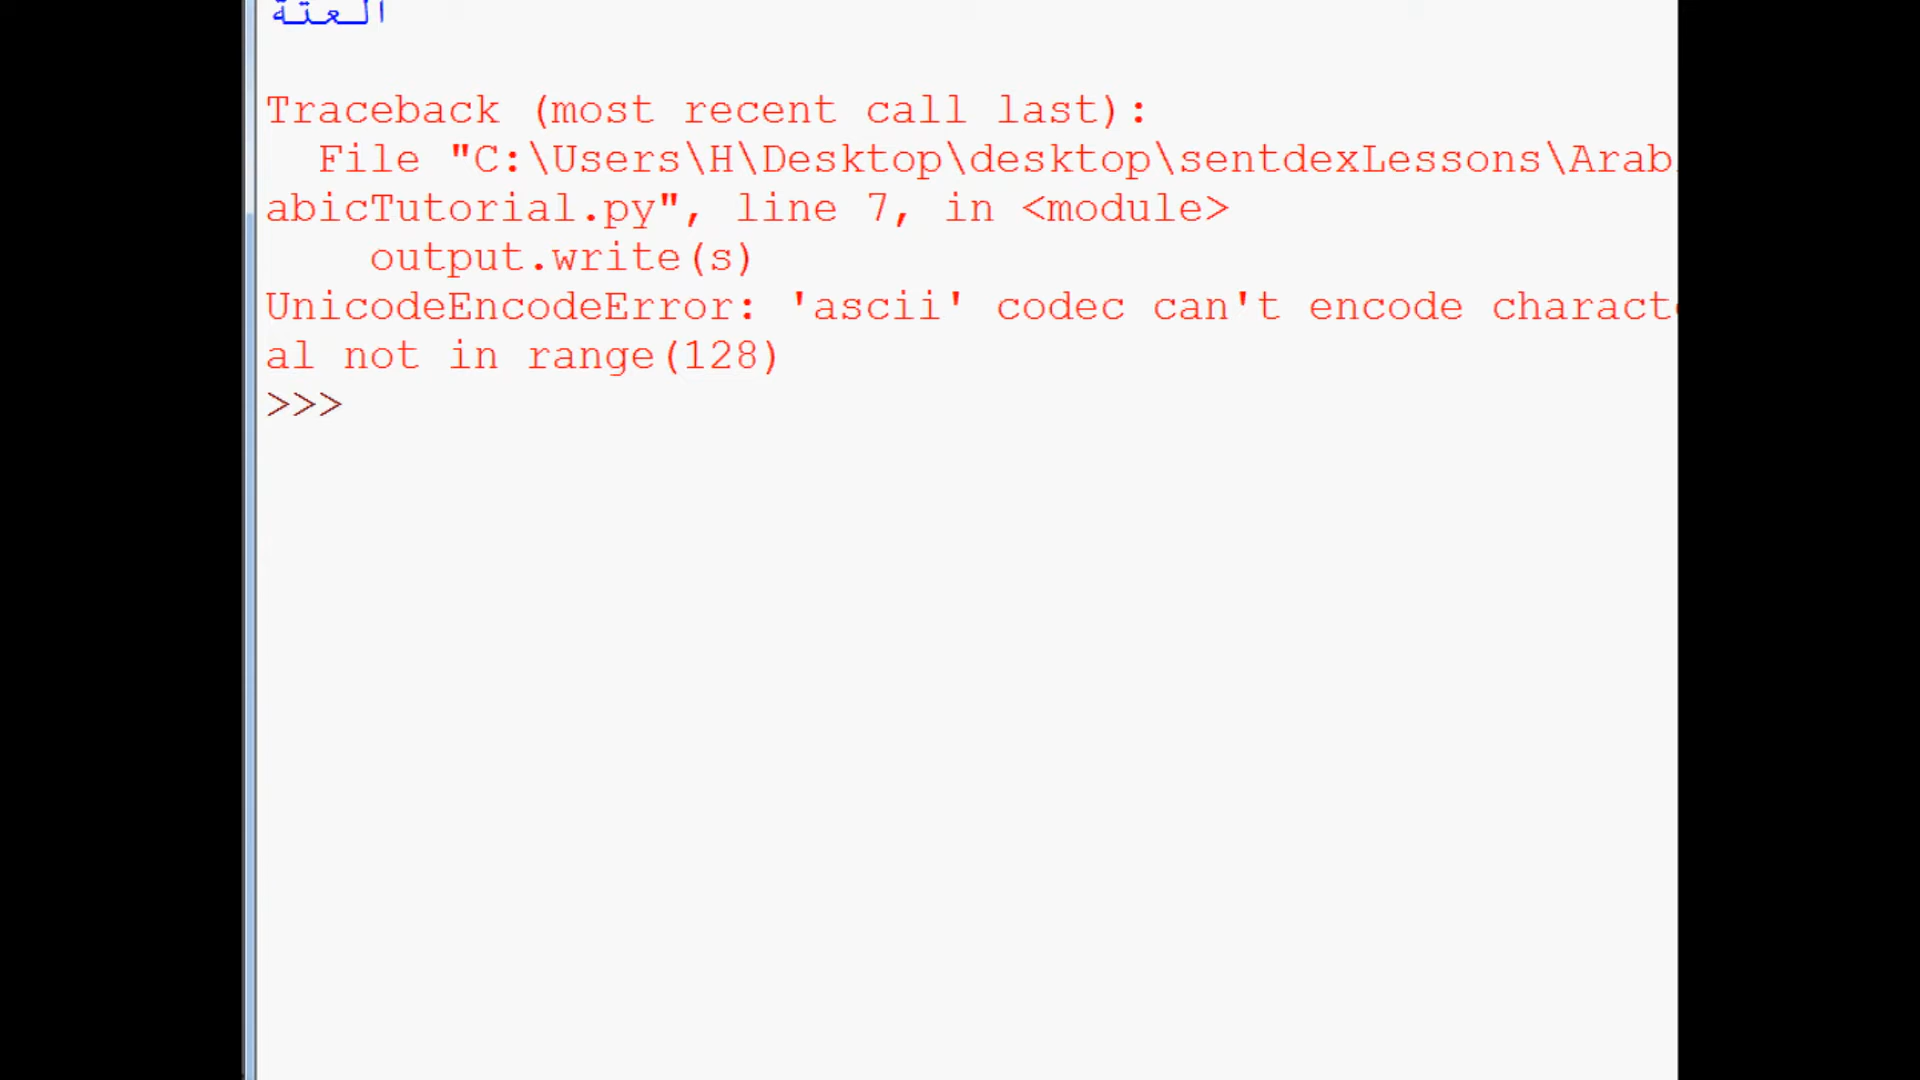 العتة
Traceback (most recent call last):
  File "C:\Users\H\Desktop\desktop\sentdexLessons\Arab
abicTutorial.py", line 7, in <module>
    output.write(s)
UnicodeEncodeError: 'ascii' codec can't encode charact
al not in range(128)
>>>